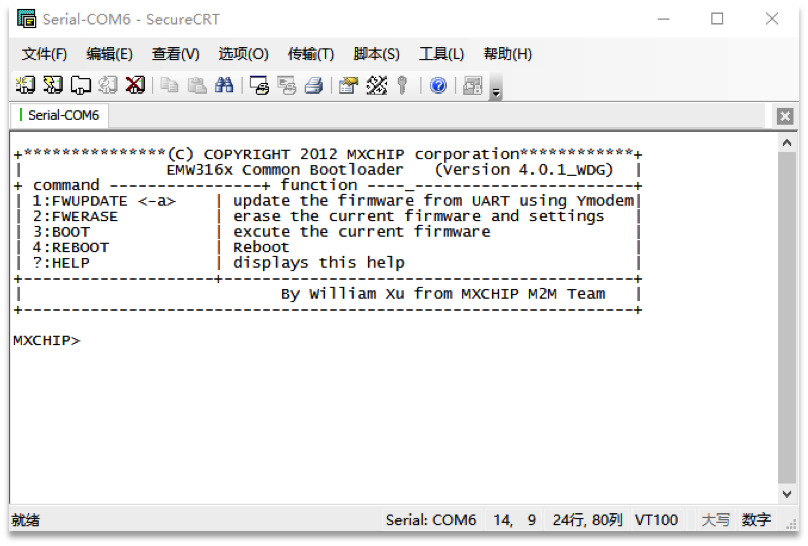 Serial-COM6 - SecureCRT
文件(F) 编辑(E) 查看(V) 选项(O) 传输(T) 脚本(S) 工具(L) 帮助(H)
Serial-COM6
+***************(C) COPYRIGHT 2012 MXCHIP corporation************+
|               EMW316x Common Bootloader   (Version 4.0.1_WDG)  |
+ command ----------------+ function ----_-----------------------+
| 1:FWUPDATE <-a>    | update the firmware from UART using Ymodem|
| 2:FWERASE          | erase the current firmware and settings   |
| 3:BOOT             | excute the current firmware               |
| 4:REBOOT           | Reboot                                    |
| ?:HELP             | displays this help                        |
+--------------------+-------------------------------------------+
|                           By William Xu from MXCHIP M2M Team   |
+----------------------------------------------------------------+
MXCHIP>
就绪 Serial: COM6 14, 9 24行, 80列 VT100 大写 数字